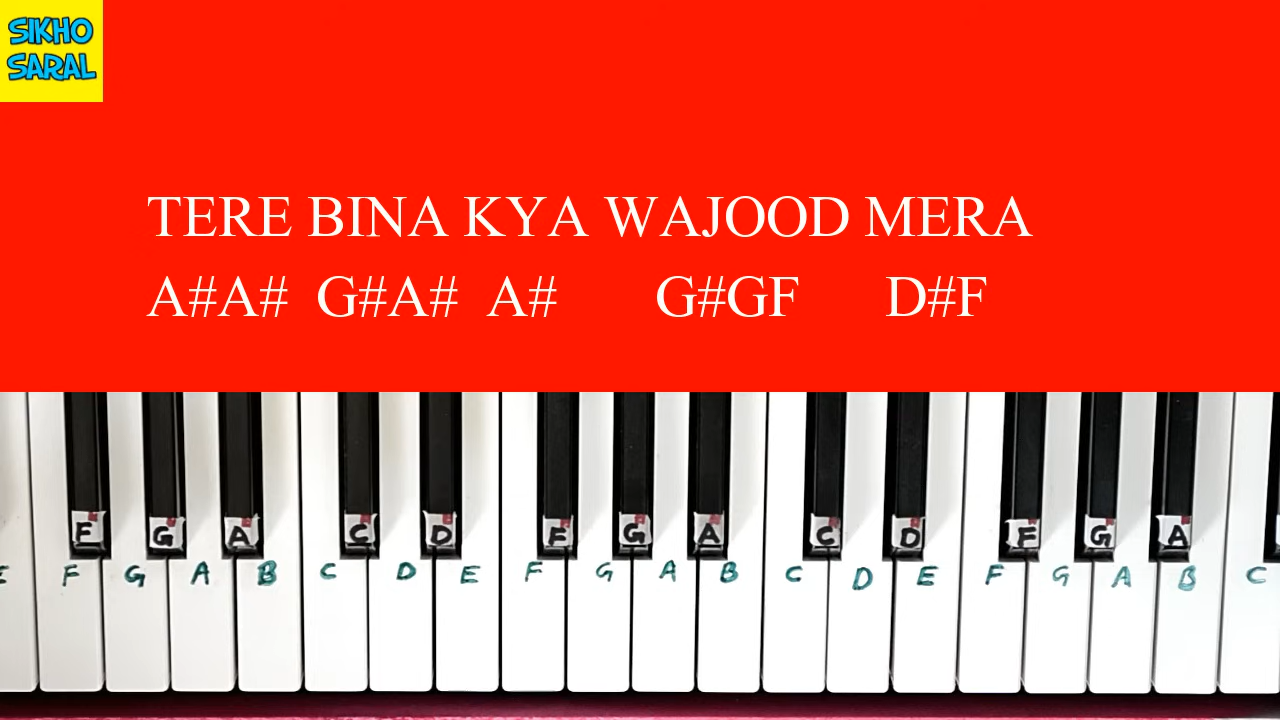 SIKHO
SARAL
TERE BINA KYA WAJOOD MERA
A#A# G#A# A# G#GF D#F
F G A C D F G A C D F G A
E F G A B C D E F G A B C D E F G A B C